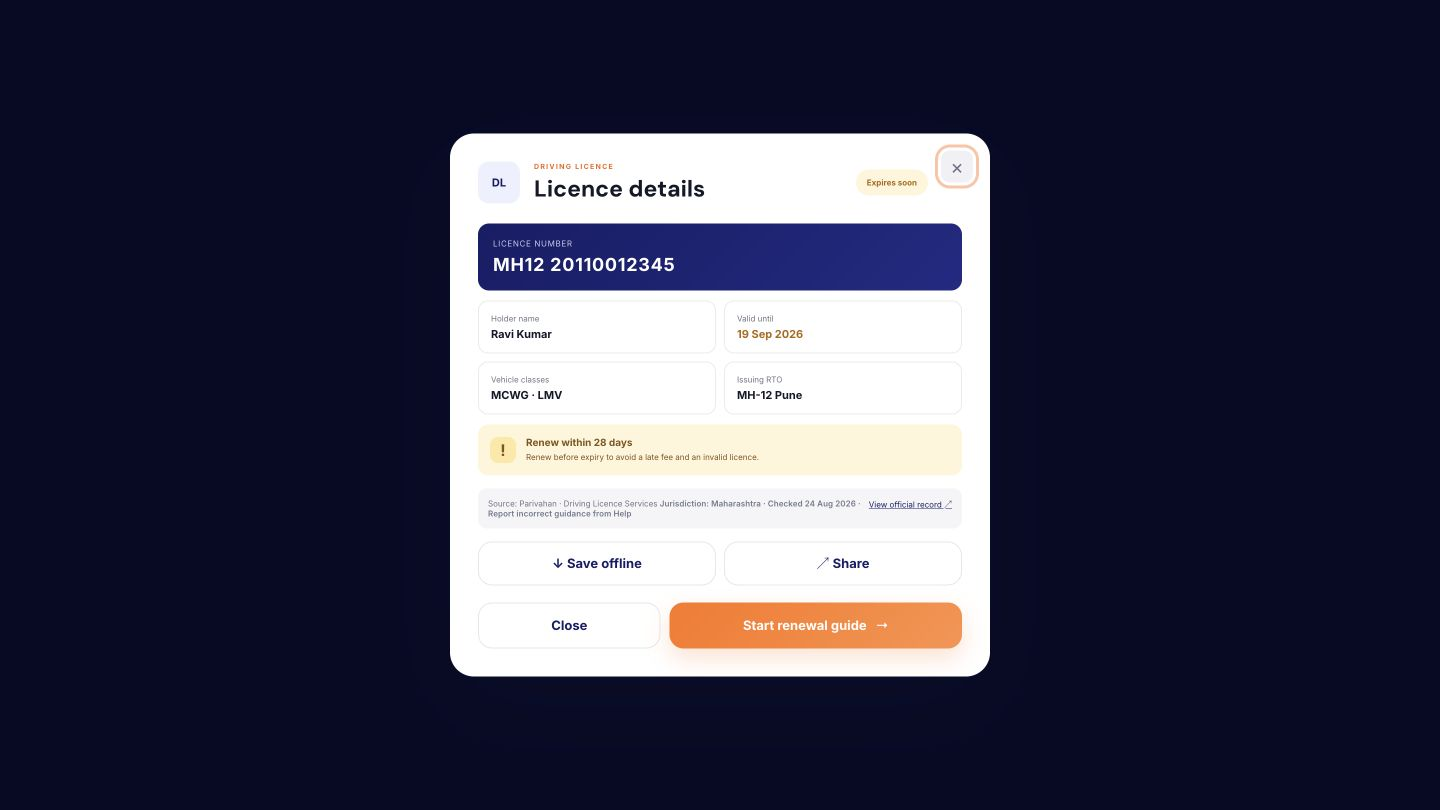 DL
DRIVING LICENCE
Licence details
Expires soon
×
LICENCE NUMBER
MH12 20110012345
Holder name
Ravi Kumar
Valid until
19 Sep 2026
Vehicle classes
MCWG · LMV
Issuing RTO
MH-12 Pune
!
Renew within 28 days
Renew before expiry to avoid a late fee and an invalid licence.
Source: Parivahan · Driving Licence Services Jurisdiction: Maharashtra · Checked 24 Aug 2026 ·
Report incorrect guidance from Help
View official record ↗
↓ Save offline
↗ Share
Close
Start renewal guide →